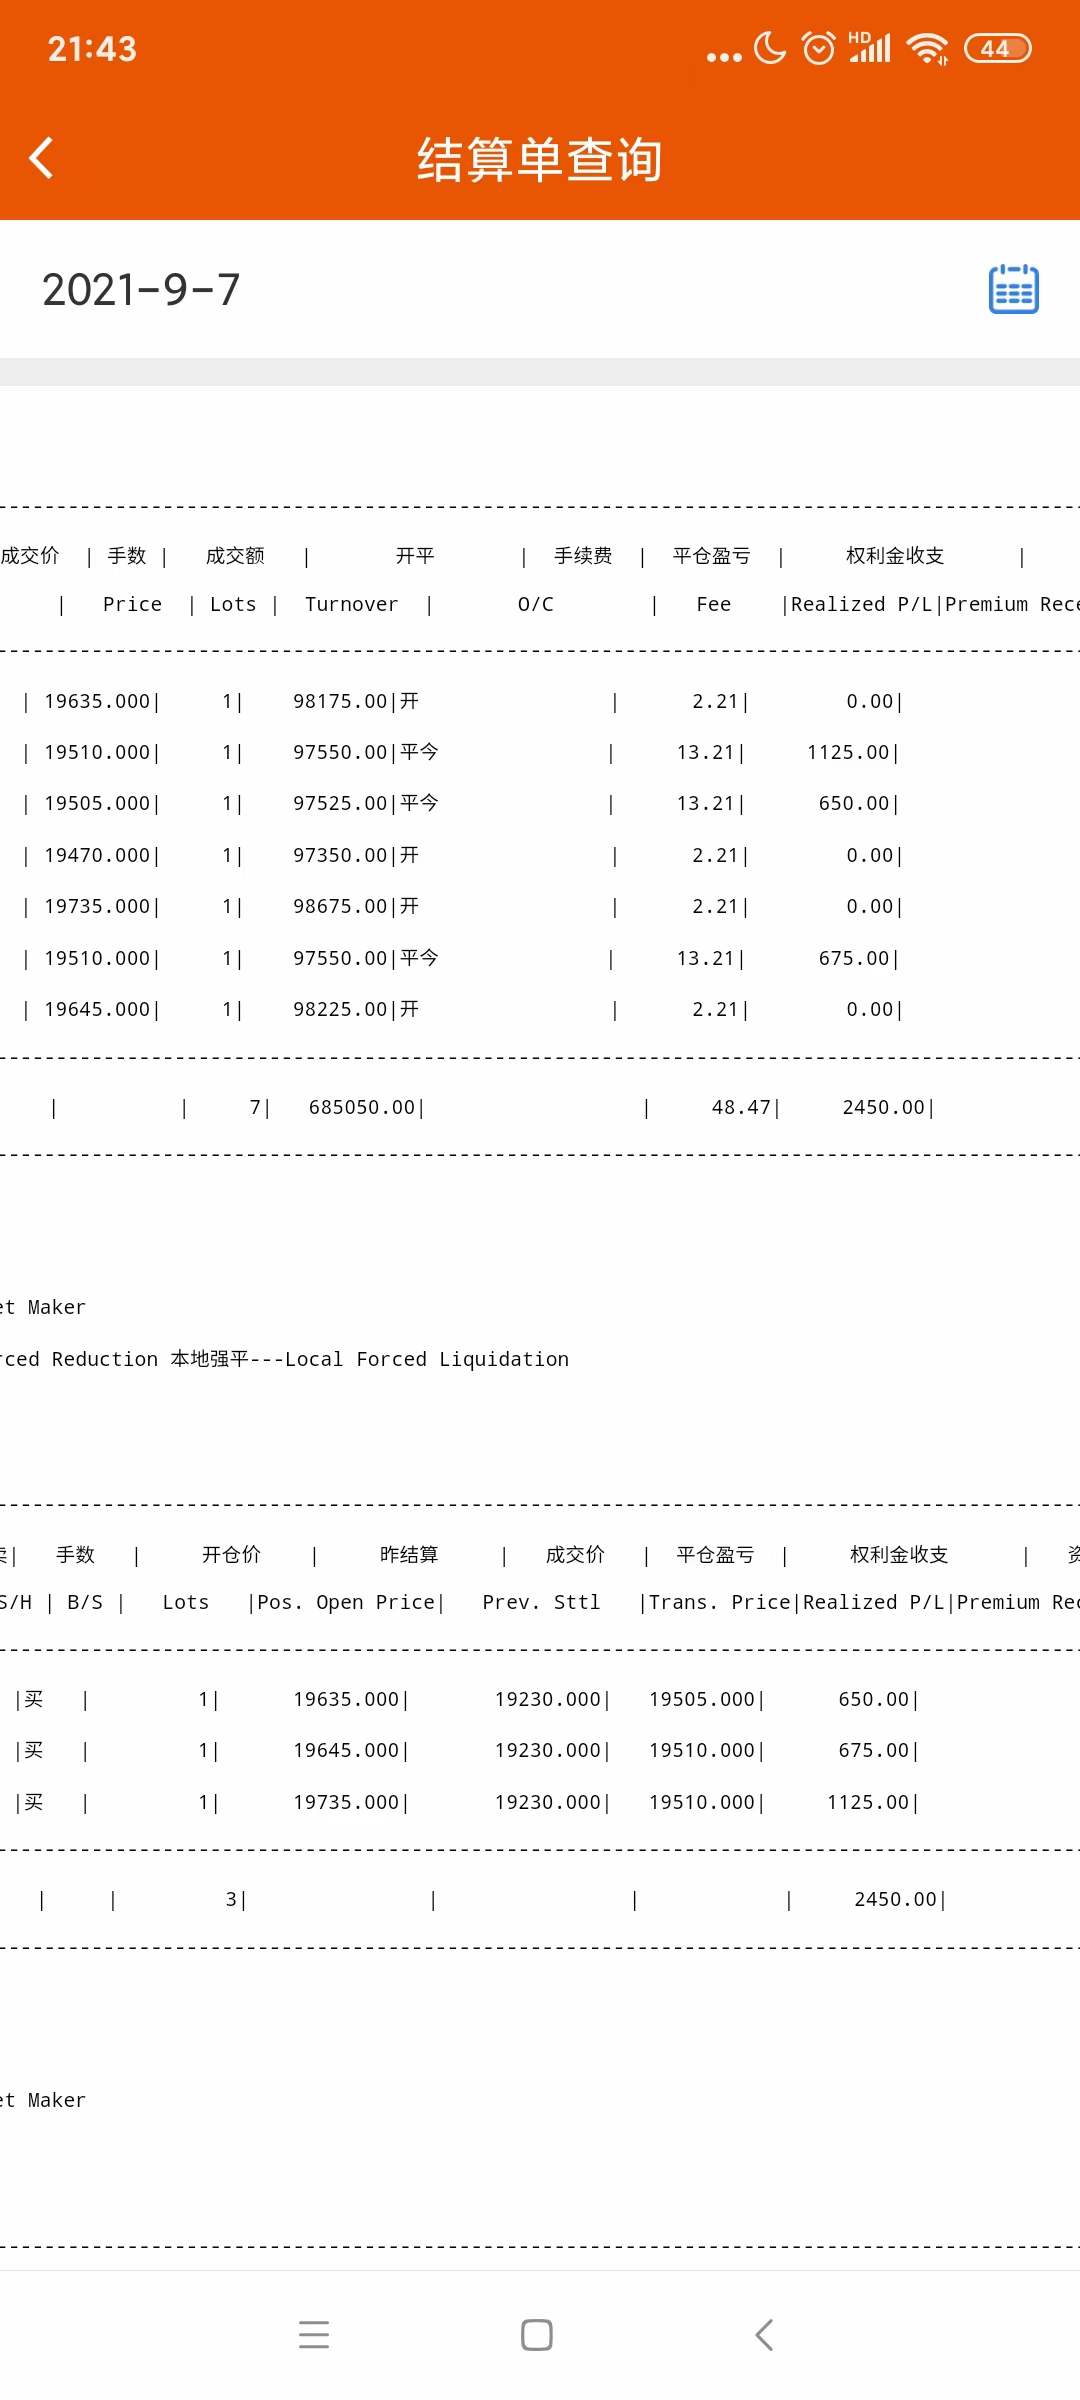 21:43
HD
44
结算单查询
2021-9-7
成交价 | 手数 | 成交额 | 开平 | 手续费 | 平仓盈亏 | 权利金收支 |
| Price | Lots | Turnover | O/C | Fee |Realized P/L|Premium Rece
| 19635.000| 1| 98175.00|开 | 2.21| 0.00|
| 19510.000| 1| 97550.00|平今 | 13.21| 1125.00|
| 19505.000| 1| 97525.00|平今 | 13.21| 650.00|
| 19470.000| 1| 97350.00|开 | 2.21| 0.00|
| 19735.000| 1| 98675.00|开 | 2.21| 0.00|
| 19510.000| 1| 97550.00|平今 | 13.21| 675.00|
| 19645.000| 1| 98225.00|开 | 2.21| 0.00|
| | 7| 685050.00| | 48.47| 2450.00|
et Maker
rced Reduction 本地强平---Local Forced Liquidation
卖| 手数 | 开仓价 | 昨结算 | 成交价 | 平仓盈亏 | 权利金收支 |
S/H | B/S | Lots |Pos. Open Price| Prev. Sttl |Trans. Price|Realized P/L|Premium Rec
|买 | 1| 19635.000| 19230.000| 19505.000| 650.00|
|买 | 1| 19645.000| 19230.000| 19510.000| 675.00|
|买 | 1| 19735.000| 19230.000| 19510.000| 1125.00|
| | 3| | | | 2450.00|
et Maker